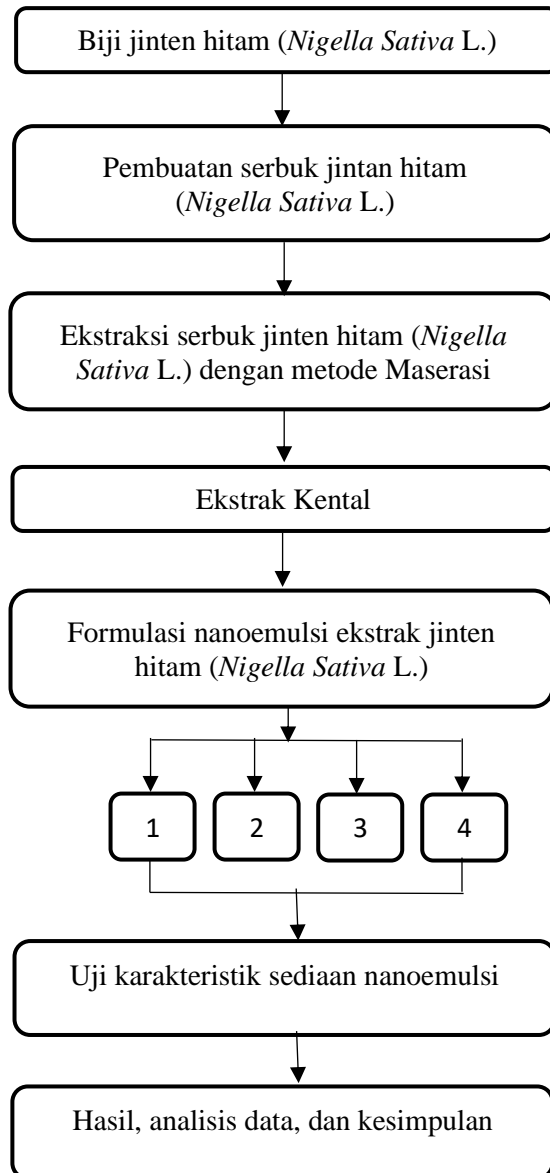 Biji jinten hitam (Nigella Sativa L.)
Pembuatan serbuk jintan hitam
(Nigella Sativa L.)
Ekstraksi serbuk jinten hitam (Nigella
Sativa L.) dengan metode Maserasi
Ekstrak Kental
Formulasi nanoemulsi ekstrak jinten
hitam (Nigella Sativa L.)
1 2 3 4
Uji karakteristik sediaan nanoemulsi
Hasil, analisis data, dan kesimpulan